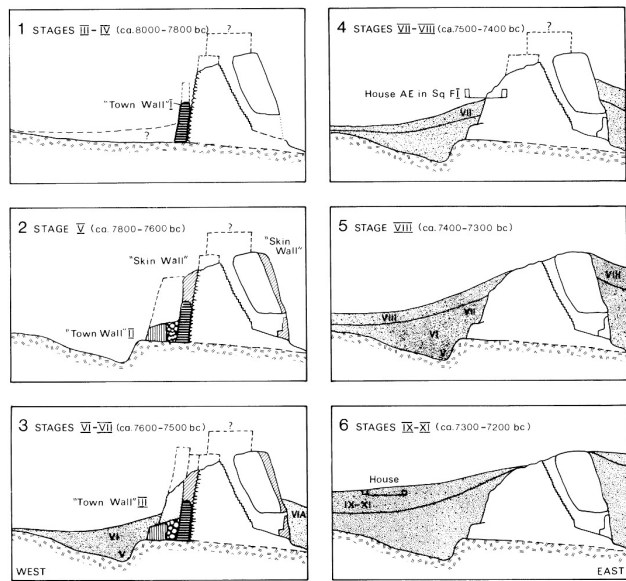 1 STAGES III-IV (ca. 8000-7800 bc)
?
"Town Wall" I
?
2 STAGE V (ca. 7800-7600 bc)
?
"Skin Wall"
"Skin
Wall"
"Town Wall" II
3 STAGES VI-VII (ca. 7600-7500 bc)
?
"Town Wall" III
VI
V
VIA
WEST
4 STAGES VII-VIII (ca. 7500-7400 bc)
?
House AE in Sq FI
VII
5 STAGE VIII (ca. 7400-7300 bc)
VIII
VII
VI
V
VIII
6 STAGES IX-XI (ca. 7300-7200 bc)
House
IX-XI
EAST